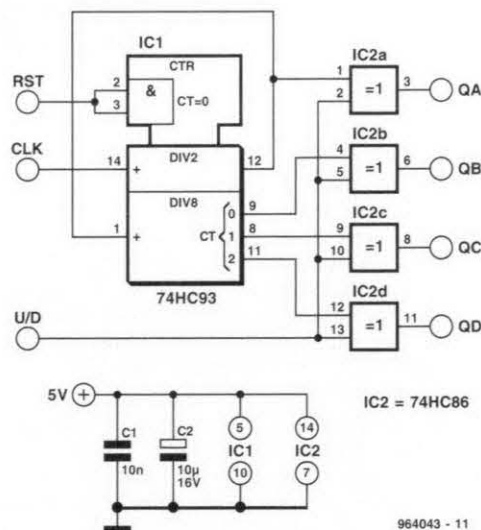 IC1
CTR
RST
2
3
&
CT=0
CLK
14
+
DIV2
12
1
+
DIV8
CT
0
1
2
9
8
11
74HC93
U/D
IC2a
1
2
=1
3
QA
IC2b
4
5
=1
6
QB
IC2c
9
10
=1
8
QC
IC2d
12
13
=1
11
QD
5V
+
C1
10n
C2
10µ
16V
5
IC1
10
14
IC2
7
IC2 = 74HC86
964043 - 11